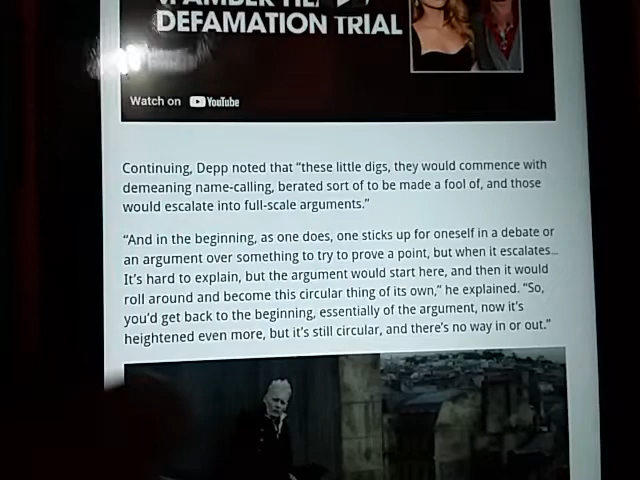 AMBER
DEFAMATION TRIAL
Watch on YouTube
Continuing, Depp noted that “these little digs, they would commence with
demeaning name-calling, berated sort of to be made a fool of, and those
would escalate into full-scale arguments.”
“And in the beginning, as one does, one sticks up for oneself in a debate or
an argument over something to try to prove a point, but when it escalates…
It’s hard to explain, but the argument would start here, and then it would
roll around and become this circular thing of its own,” he explained. “So,
you’d get back to the beginning, essentially of the argument, now it’s
heightened even more, but it’s still circular, and there’s no way in or out.”